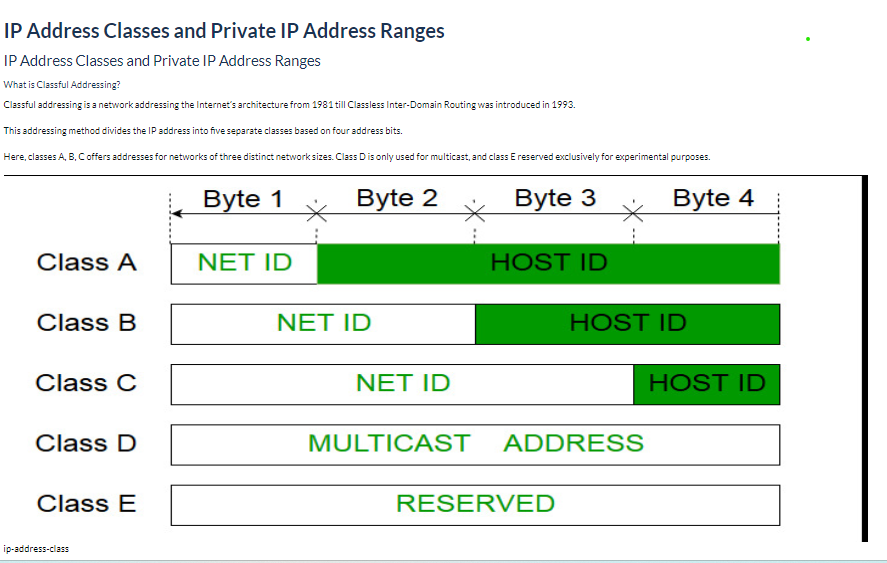 IP Address Classes and Private IP Address Ranges
IP Address Classes and Private IP Address Ranges
What is Classful Addressing?
Classful addressing is a network addressing the Internet's architecture from 1981 till Classless Inter-Domain Routing was introduced in 1993.
This addressing method divides the IP address into five separate classes based on four address bits.
Here, classes A, B, C offers addresses for networks of three distinct network sizes. Class D is only used for multicast, and class E reserved exclusively for experimental purposes.
Byte 1 Byte 2 Byte 3 Byte 4
Class A NET ID HOST ID
Class B NET ID HOST ID
Class C NET ID HOST ID
Class D MULTICAST ADDRESS
Class E RESERVED
ip-address-class